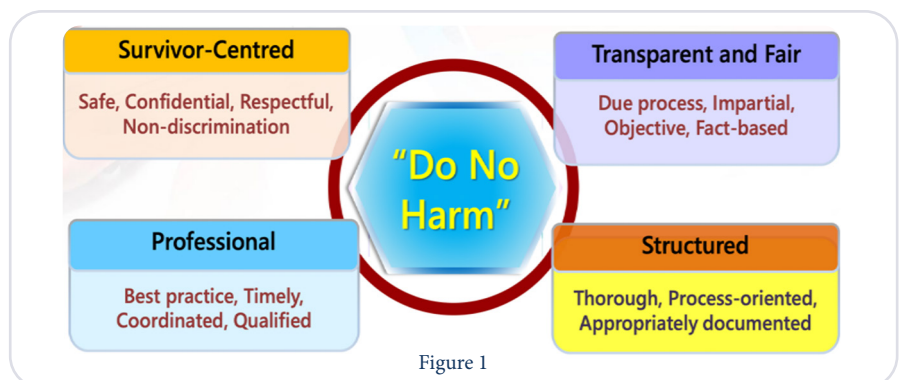 Survivor-Centred
Safe, Confidential, Respectful,
Non-discrimination
Transparent and Fair
Due process, Impartial,
Objective, Fact-based
"Do No
Harm"
Professional
Best practice, Timely,
Coordinated, Qualified
Structured
Thorough, Process-oriented,
Appropriately documented
Figure 1